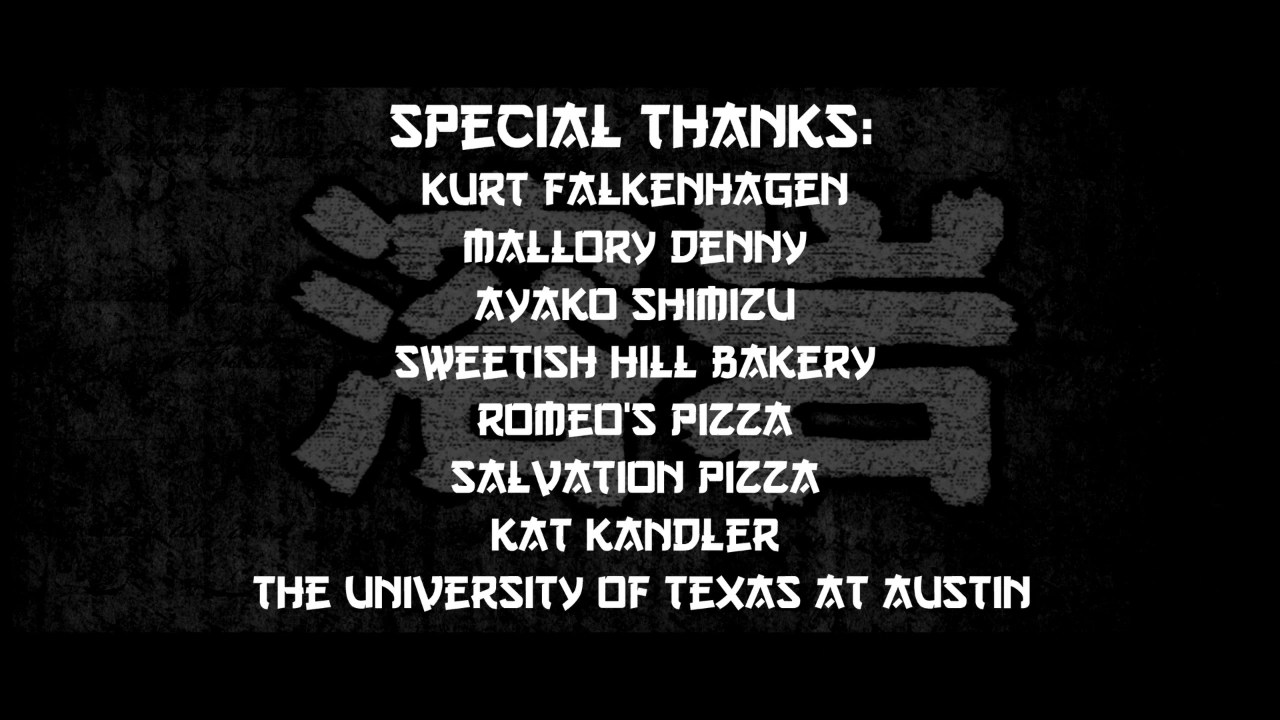 SPECIAL THANKS:
KURT FALKENHAGEN
MALLORY DENNY
AYAKO SHIMIZU
SWEETISH HILL BAKERY
ROMEO'S PIZZA
SALVATION PIZZA
KAT KANDLER
THE UNIVERSITY OF TEXAS AT AUSTIN